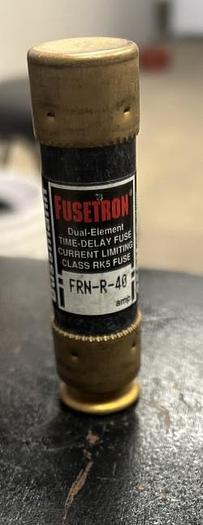 FUSETRON®
Dual-Element
TIME-DELAY FUSE
CURRENT LIMITING
CLASS RK5 FUSE
FRN-R-40
amp